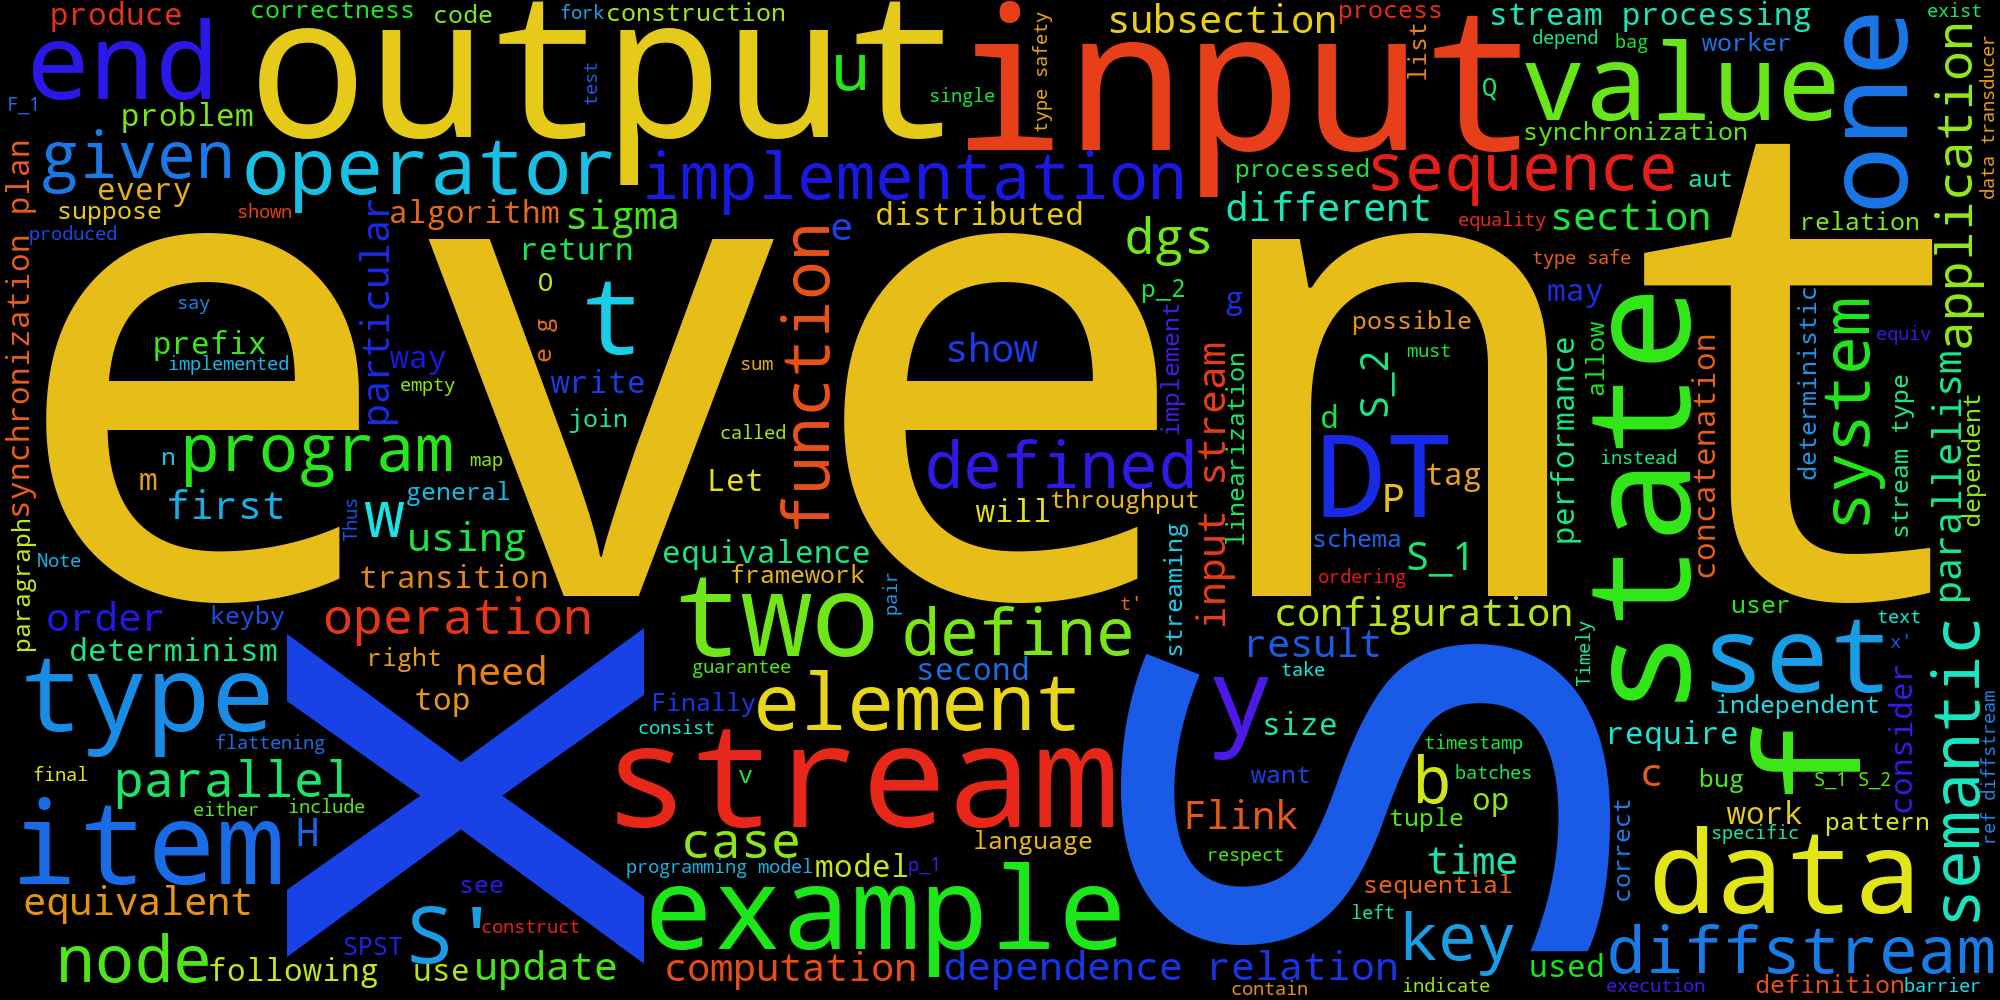 produce
correctness
code
fork
construction
subsection
process
stream processing
exist
end
output
input
u
test
type safety
list
depend
bag
worker
value
one
F_1
problem
single
Q
synchronization
application
data transducer
given
operator
implementation
processed
sequence
aut
every
suppose
shown
algorithm
sigma
distributed
different
equality
section
relation
produced
synchronization plan
particular
return
function
e
dgs
type safe
event
say
O
t
p_2
g
may
state
deterministic
system
equiv
prefix
implemented
way
e g
show
implement
possible
must
allow
concatenation
empty
write
sum
input stream
linearization
S_2
performance
stream type
semantic parallelism
dependent
join
called
d
program
n
m
map
Let
defined
DT
P
tag
instead
first
w
general
will
throughput
Thus
using
equivalence
streaming
schema
S_1
paragraph
Note
transition
framework
pair
ordering
order
keyby
operation
two
t'
define
configuration
user
text
determinism
right
need
top
guarantee
second
result
take
Timely
set
x'
type
x
Finally
element
y
size
independent
consider
flattening
consist
stream
S
timestamp
require
f
ref diffstream
final
parallel
v
want
b
batches
c
bug
S_1 S_2
either
include
item
H
case
Flink
op
tuple
correct
work
pattern
specific
language
programming model
model
p_1
respect
time
data
equivalent
see
example
sequential
S'
construct
left
node
SPST
key
following
use
update
computation
dependence relation
contain
indicate
used
diffstream
execution
definition
barrier